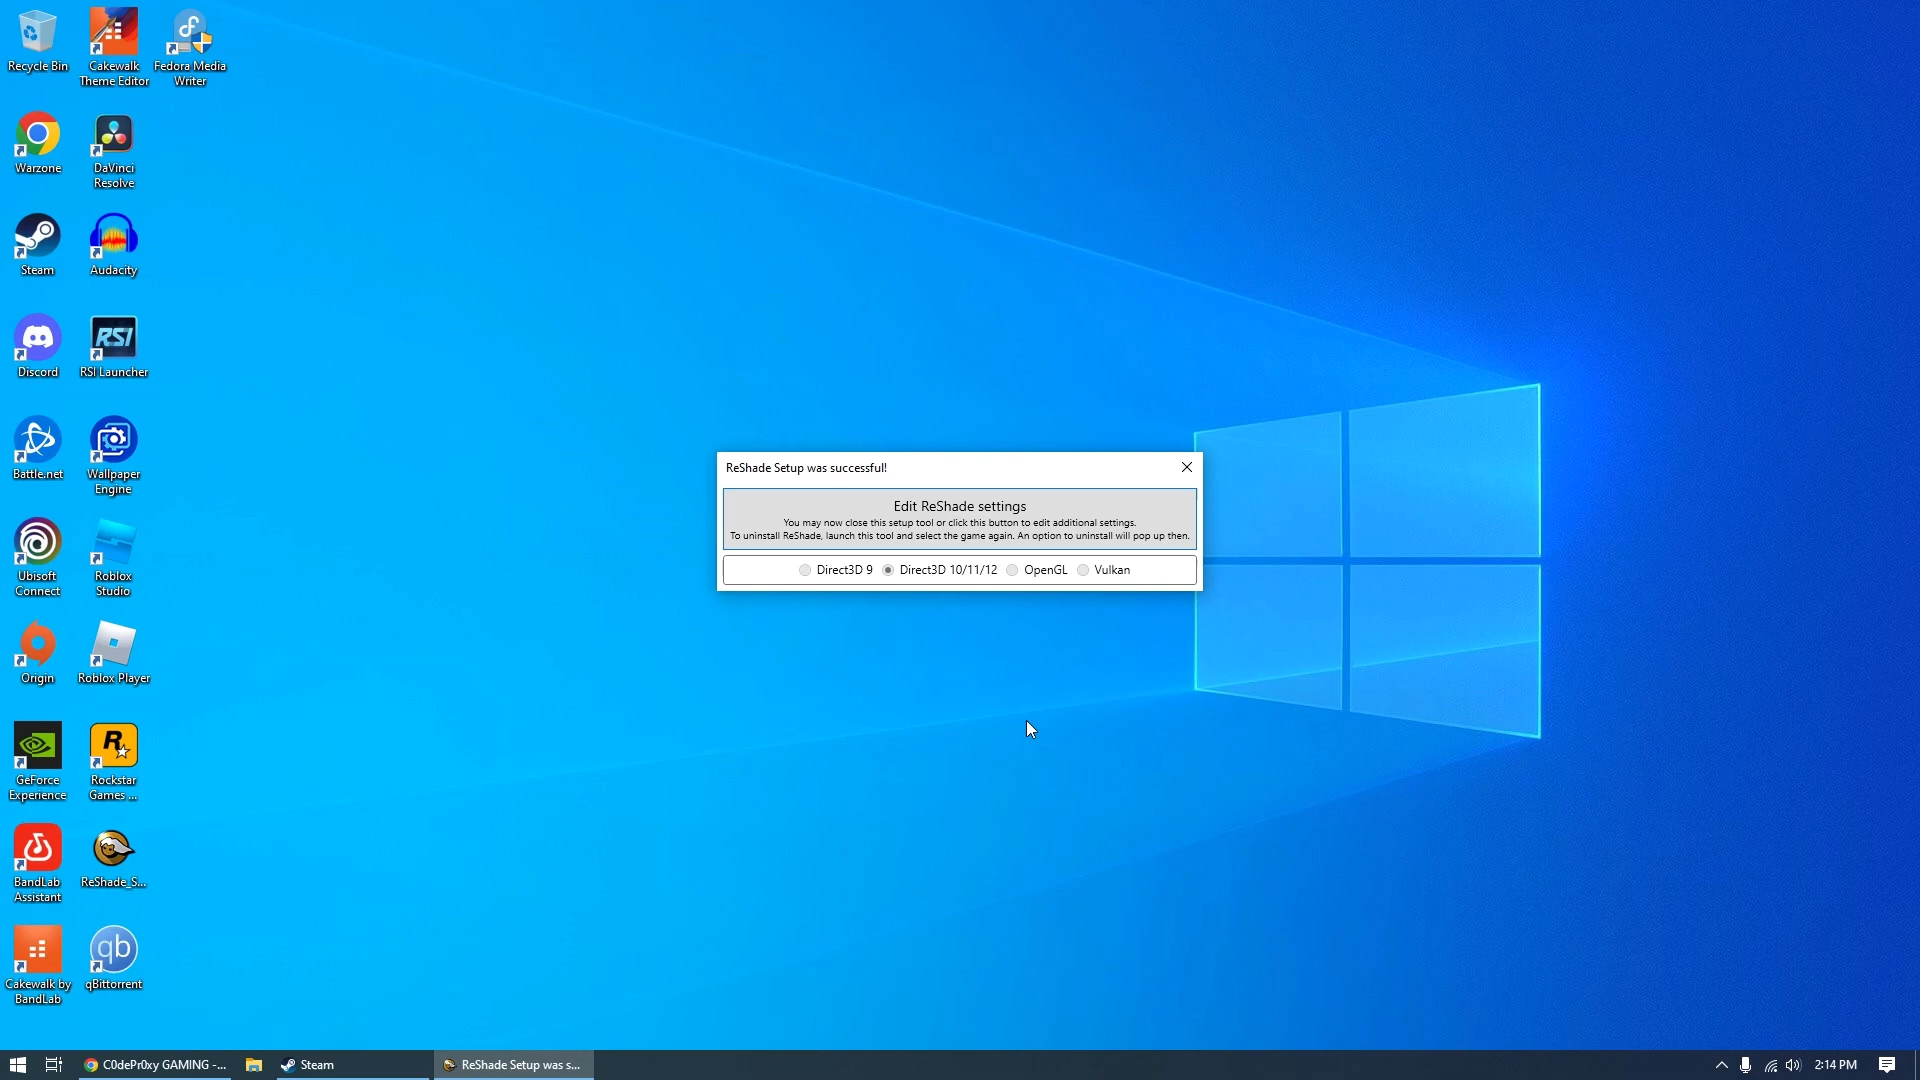 Recycle Bin
Cakewalk
Theme Editor
Fedora Media
Writer
Warzone
DaVinci
Resolve
Steam
Audacity
Discord
RSI
RSI Launcher
Battle.net
Wallpaper
Engine
Ubisoft
Connect
Roblox
Studio
Origin
Roblox Player
GeForce
Experience
R
Rockstar
Games ...
BandLab
Assistant
ReShade_S...
Cakewalk by
BandLab
qb
qBittorrent
ReShade Setup was successful!
Edit ReShade settings
You may now close this setup tool or click this button to edit additional settings.
To uninstall ReShade, launch this tool and select the game again. An option to uninstall will pop up then.
Direct3D 9 Direct3D 10/11/12 OpenGL Vulkan
C0dePr0xy GAMING -...
Steam
ReShade Setup was s...
2:14 PM